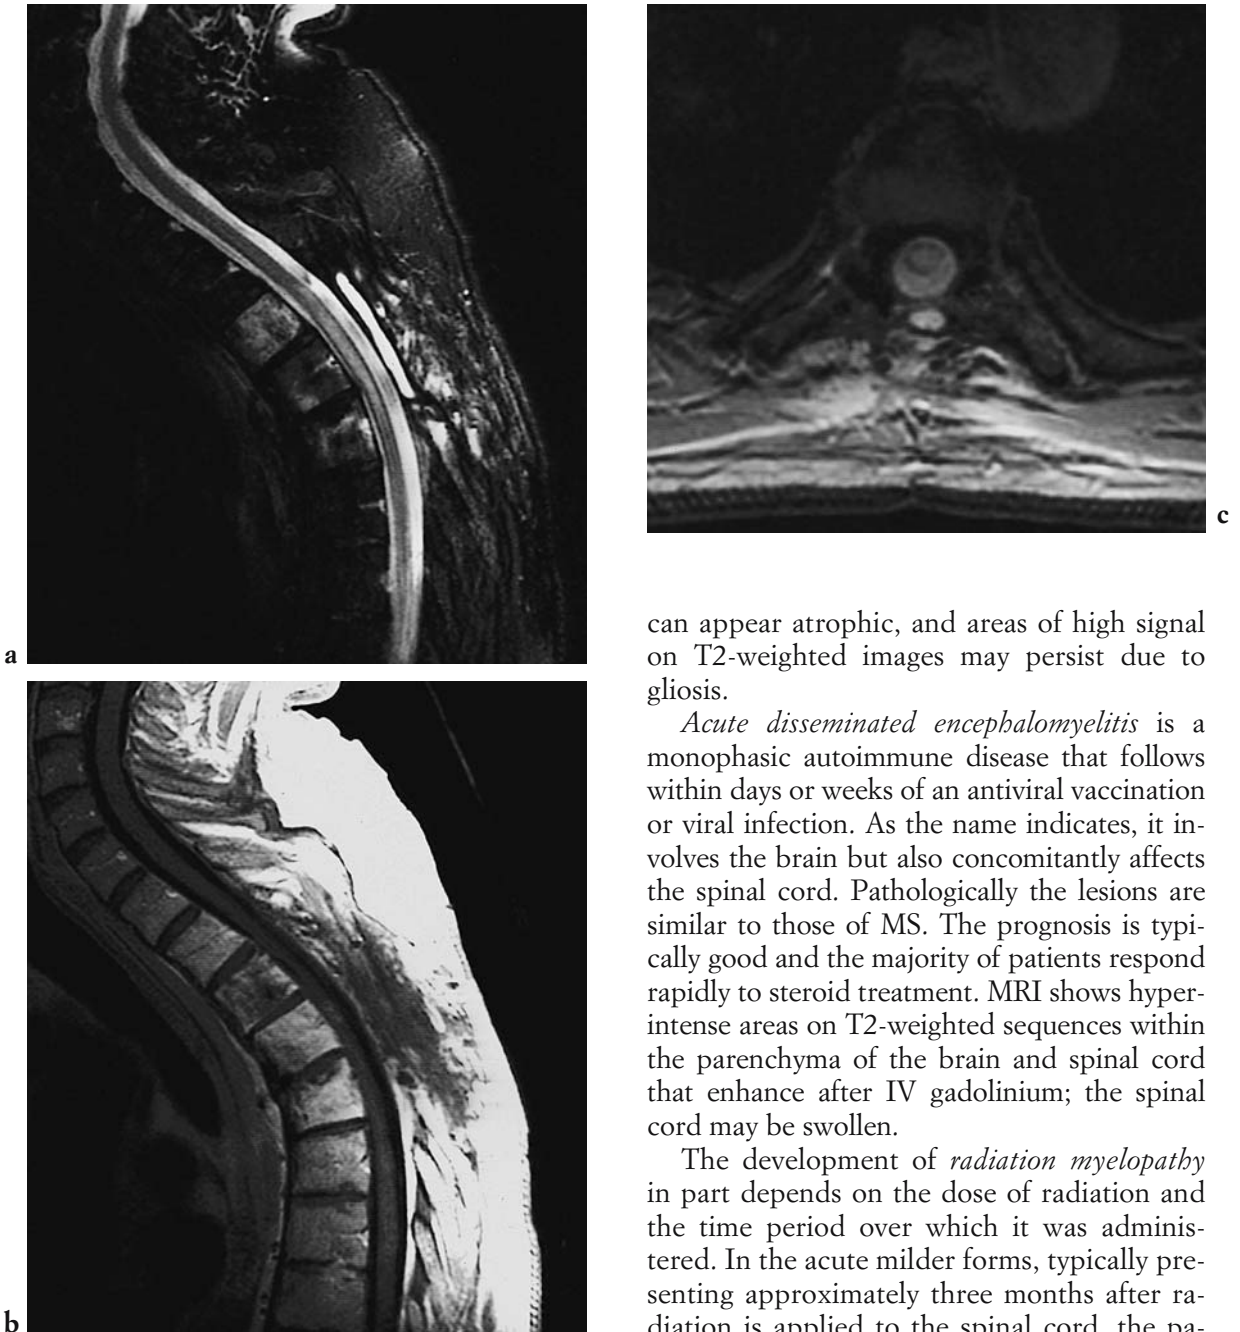 a
b
c
can appear atrophic, and areas of high signal
on T2-weighted images may persist due to
gliosis.
Acute disseminated encephalomyelitis is a
monophasic autoimmune disease that follows
within days or weeks of an antiviral vaccination
or viral infection. As the name indicates, it in-
volves the brain but also concomitantly affects
the spinal cord. Pathologically the lesions are
similar to those of MS. The prognosis is typi-
cally good and the majority of patients respond
rapidly to steroid treatment. MRI shows hyper-
intense areas on T2-weighted sequences within
the parenchyma of the brain and spinal cord
that enhance after IV gadolinium; the spinal
cord may be swollen.
The development of radiation myelopathy
in part depends on the dose of radiation and
the time period over which it was adminis-
tered. In the acute milder forms, typically pre-
senting approximately three months after ra-
diation is applied to the spinal cord, the pa-